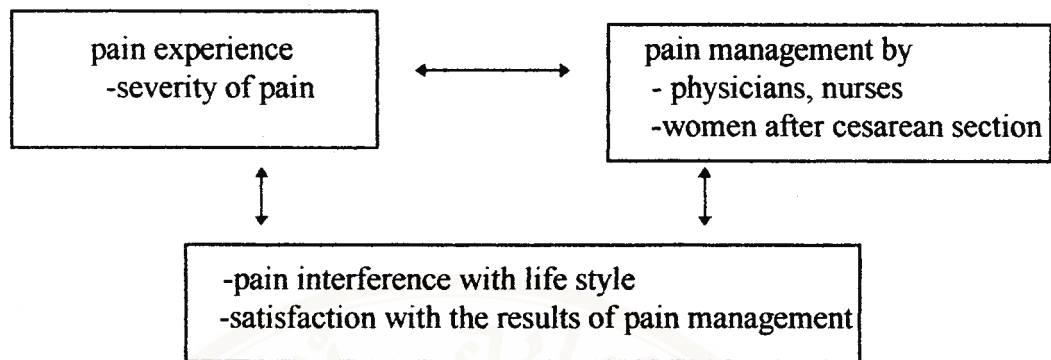 pain experience
-severity of pain
pain management by
- physicians, nurses
-women after cesarean section
-pain interference with life style
-satisfaction with the results of pain management